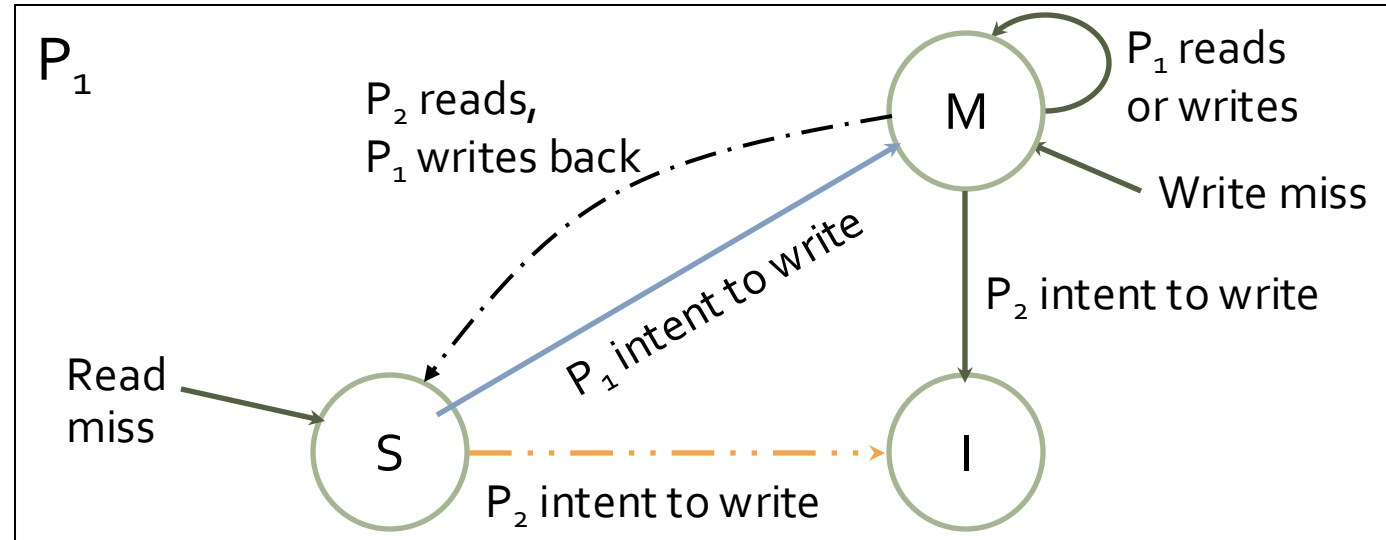 P₁
P₂ reads,
P₁ writes back
M
P₁ reads
or writes
Write miss
P₁ intent to write
P₂ intent to write
Read
miss
S
I
P₂ intent to write